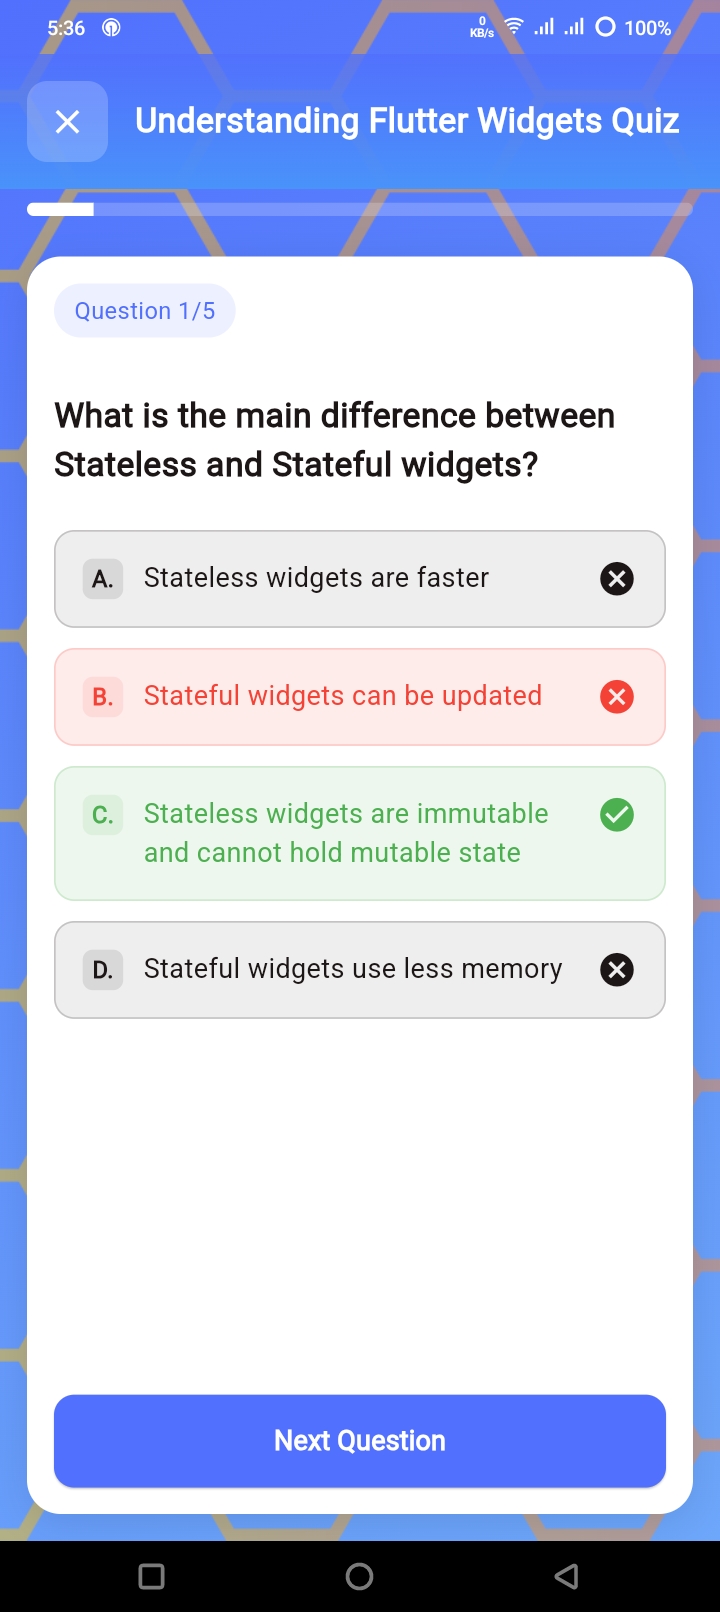 5:36
0
KB/s
100%
Understanding Flutter Widgets Quiz
Question 1/5
What is the main difference between
Stateless and Stateful widgets?
A. Stateless widgets are faster
B. Stateful widgets can be updated
C. Stateless widgets are immutable
and cannot hold mutable state
D. Stateful widgets use less memory
Next Question